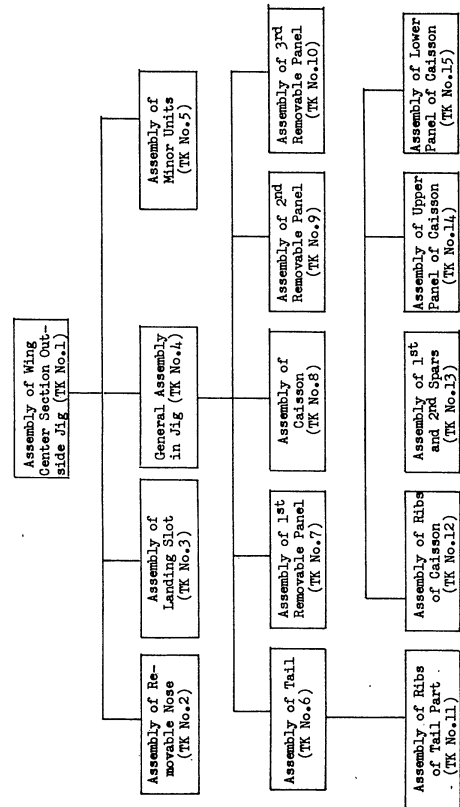 Assembly of Wing
Center Section Out-
side Jig (TK No.1)
Assembly of Re-
movable Nose
(TK No.2)
Assembly of
Landing Slot
(TK No.3)
General Assembly
in Jig (TK No.4)
Assembly of
Minor Units
(TK No.5)
Assembly of Tail
(TK No.6)
Assembly of 1st
Removable Panel
(TK No.7)
Assembly of
Caisson
(TK No.8)
Assembly of 2nd
Removable Panel
(TK No.9)
Assembly of 3rd
Removable Panel
(TK No.10)
Assembly of Ribs
of Tail Part
(TK No.11)
Assembly of Ribs
of Caisson
(TK No.12)
Assembly of 1st
and 2nd Spars
(TK No.13)
Assembly of Upper
Panel of Caisson
(TK No.14)
Assembly of Lower
Panel of Caisson
(TK No.15)